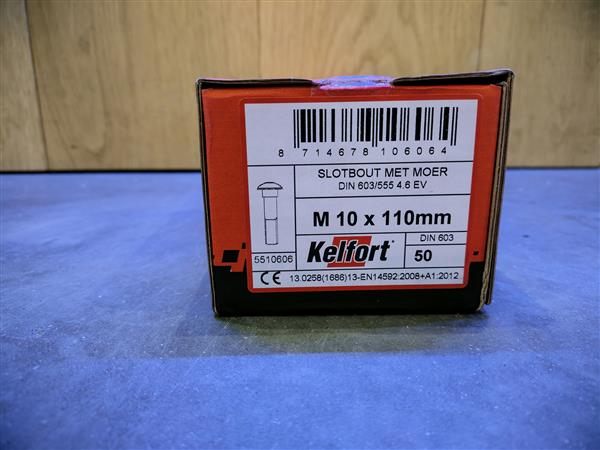 8 714678 106064
SLOTBOUT MET MOER
DIN 603/555 4.6 EV
M 10 x 110mm
5510606
Kelfort
DIN 603
50
CE 13.0258(1686)13-EN14592:2008+A1:2012